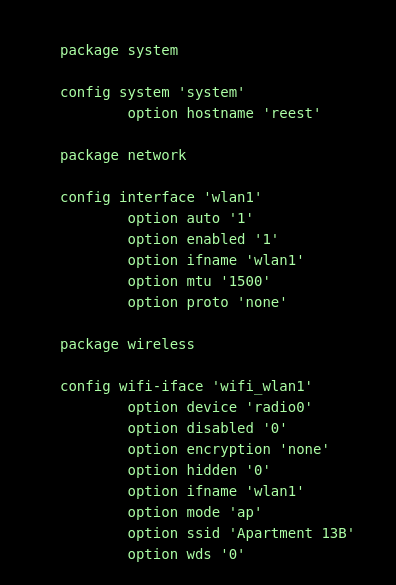 package system

config system 'system'
        option hostname 'reest'

package network

config interface 'wlan1'
        option auto '1'
        option enabled '1'
        option ifname 'wlan1'
        option mtu '1500'
        option proto 'none'

package wireless

config wifi-iface 'wifi_wlan1'
        option device 'radio0'
        option disabled '0'
        option encryption 'none'
        option hidden '0'
        option ifname 'wlan1'
        option mode 'ap'
        option ssid 'Apartment 13B'
        option wds '0'